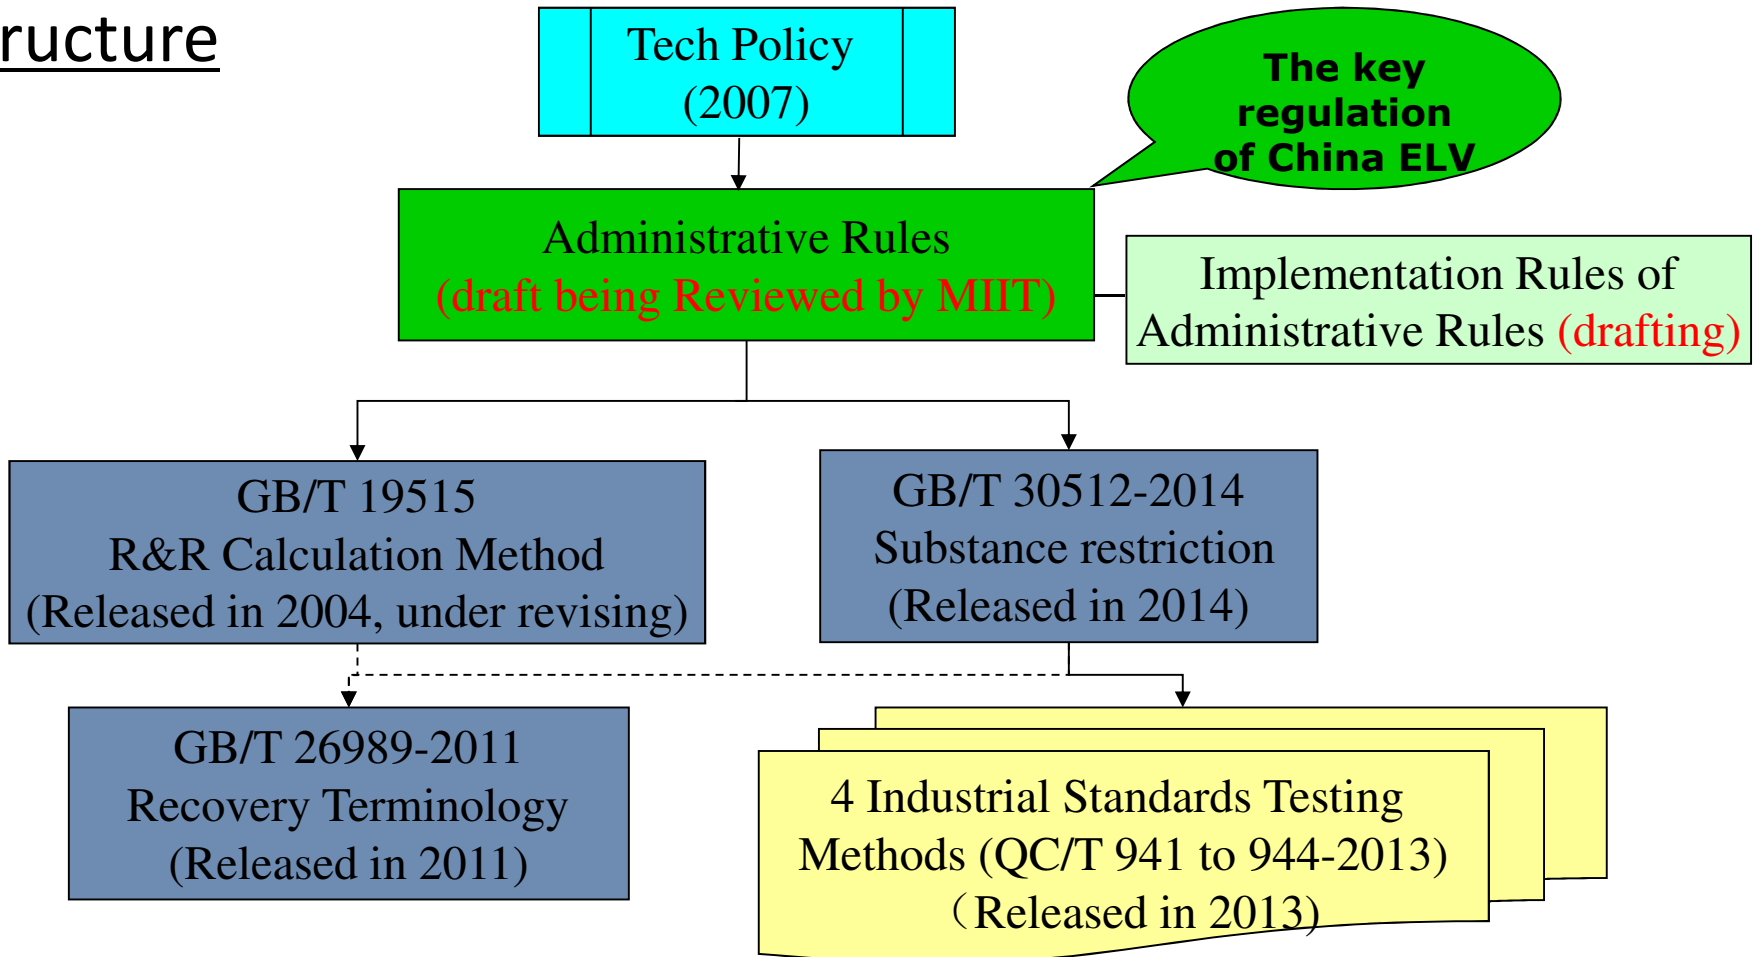 ructure
Tech Policy
(2007)
The key
regulation
of China ELV
Administrative Rules
(draft being Reviewed by MIIT)
Implementation Rules of
Administrative Rules (drafting)
GB/T 19515
R&R Calculation Method
(Released in 2004, under revising)
GB/T 30512-2014
Substance restriction
(Released in 2014)
GB/T 26989-2011
Recovery Terminology
(Released in 2011)
4 Industrial Standards Testing
Methods (QC/T 941 to 944-2013)
（Released in 2013)